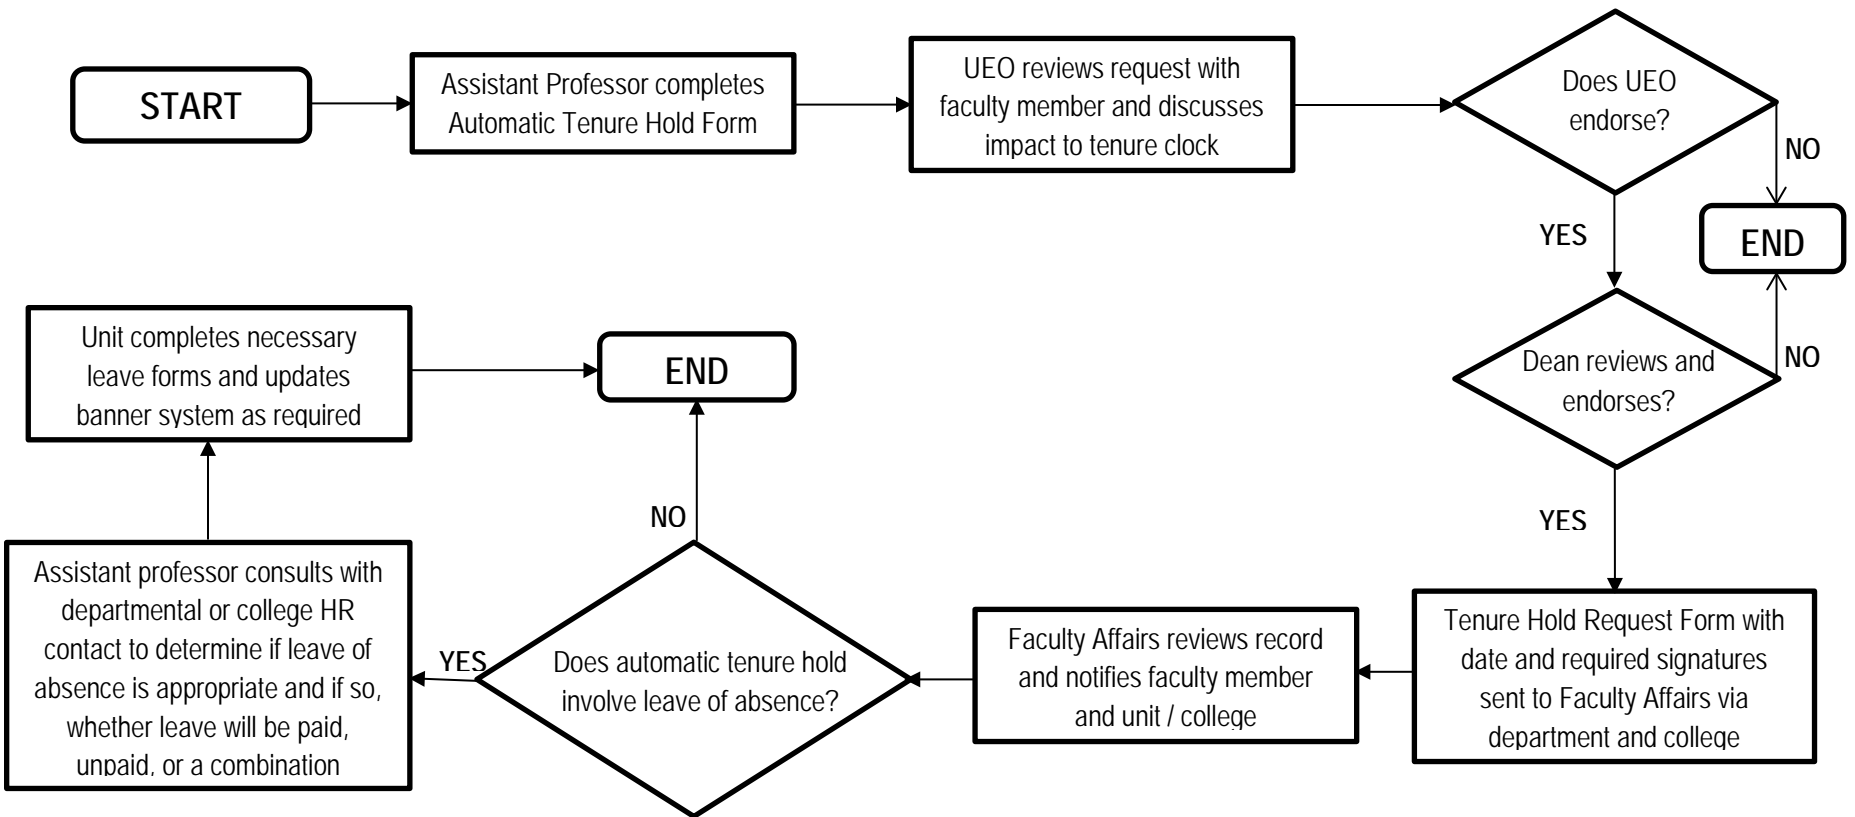 START
Assistant Professor completes
Automatic Tenure Hold Form
UEO reviews request with
faculty member and discusses
impact to tenure clock
Does UEO
endorse?
NO
END
YES
Dean reviews and
endorses?
NO
YES
Tenure Hold Request Form with
date and required signatures
sent to Faculty Affairs via
department and college
Faculty Affairs reviews record
and notifies faculty member
and unit / college
Does automatic tenure hold
involve leave of absence?
NO
END
YES
Assistant professor consults with
departmental or college HR
contact to determine if leave of
absence is appropriate and if so,
whether leave will be paid,
unpaid, or a combination
Unit completes necessary
leave forms and updates
banner system as required